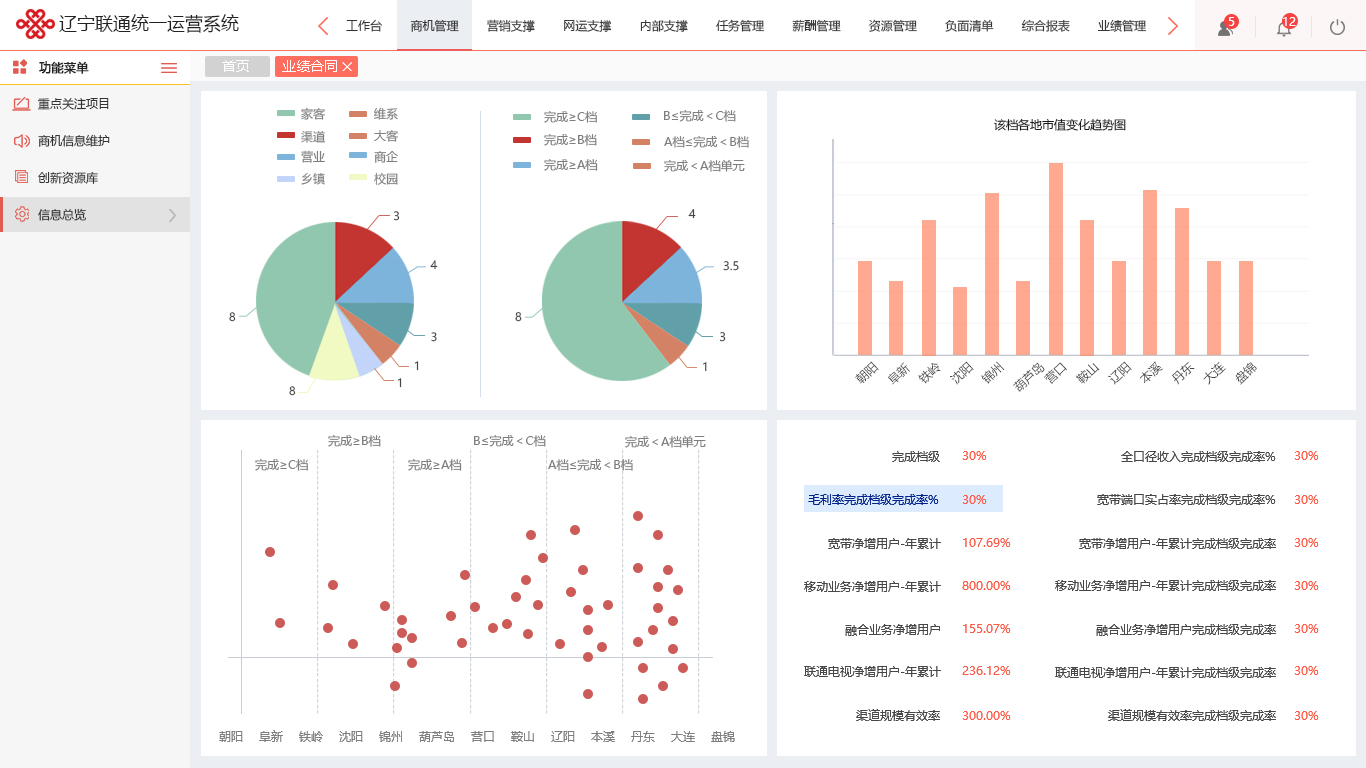 辽宁联通统一运营系统
工作台 商机管理 营销支撑 网运支撑 内部支撑 任务管理 薪酬管理 资源管理 负面清单 综合报表 业绩管理
5
12
功能菜单
重点关注项目
商机信息维护
创新资源库
信息总览
首页 业绩合同
家客 维系
渠道 大客
营业 商企
乡镇 校园
3
4
3
1
1
8
8
完成≥C档 B≤完成＜C档
完成≥B档 A档≤完成＜B档
完成≥A档 完成＜A档单元
4
3.5
3
1
8
该档各地市值变化趋势图
朝阳 阜新 铁岭 沈阳 锦州 葫芦岛 营口 鞍山 辽阳 本溪 丹东 大连 盘锦
完成≥B档 B≤完成＜C档 完成＜A档单元
完成≥C档 完成≥A档 A档≤完成＜B档
朝阳 阜新 铁岭 沈阳 锦州 葫芦岛 营口 鞍山 辽阳 本溪 丹东 大连 盘锦
完成档级 30% 全口径收入完成档级完成率% 30%
毛利率完成档级完成率% 30% 宽带端口实占率完成档级完成率% 30%
宽带净增用户-年累计 107.69% 宽带净增用户-年累计完成档级完成率 30%
移动业务净增用户-年累计 800.00% 移动业务净增用户-年累计完成档级完成率 30%
融合业务净增用户 155.07% 融合业务净增用户完成档级完成率 30%
联通电视净增用户-年累计 236.12% 联通电视净增用户-年累计完成档级完成率 30%
渠道规模有效率 300.00% 渠道规模有效率完成档级完成率 30%